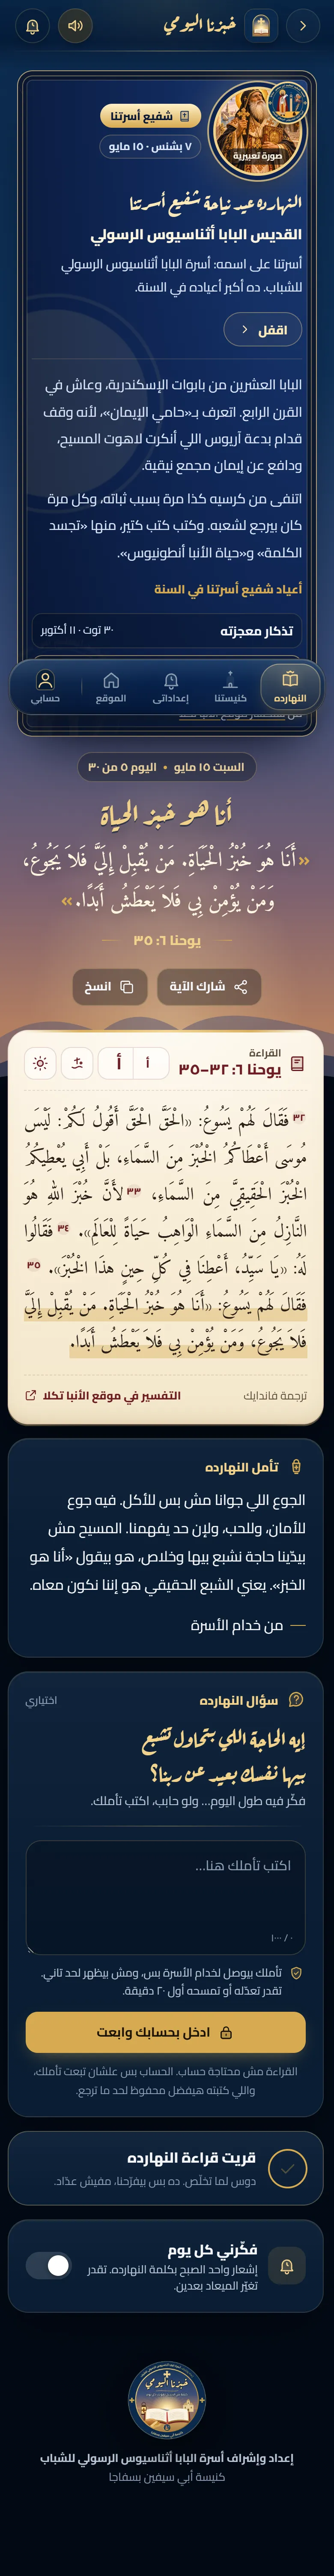 خبزنا اليومي
شفيع أسرتنا
٧ بشنس · ١٥ مايو
صورة تعبيرية
النهارده عيد نياحة شفيع أسرتنا
القديس البابا أثناسيوس الرسولي
أسرتنا على اسمه: أسرة البابا أثناسيوس الرسولي
للشباب. ده أكبر أعياده في السنة.
اقفل
البابا العشرين من باباوات الإسكندرية، وعاش في
القرن الرابع. اتعرف بـ«حامي الإيمان»، لأنه وقف
قدام بدعة آريوس اللي أنكرت لاهوت المسيح،
ودافع عن إيمان مجمع نيقية.
اتنفى من كرسيه كذا مرة بسبب ثباته، وكل مرة
كان بيرجع لشعبه. وكتب كتب كتير، منها «تجسد
الكلمة» و«حياة الأنبا أنطونيوس».
أعياد شفيع أسرتنا في السنة
تذكار معجزته
٣٠ توت · ١١ أكتوبر
النهارده
كنيستنا
إعداداتي
الموقع
حسابي
السبت ١٥ مايو • اليوم ٥ من ٣٠
أنا هو خبز الحياة
«أَنَا هُوَ خُبْزُ الْحَيَاةِ. مَنْ يُقْبِلْ إِلَيَّ فَلاَ يَجُوعُ،
وَمَنْ يُؤْمِنْ بِي فَلاَ يَعْطَشُ أَبَدًا.»
يوحنا ٦: ٣٥
شارك الآية
انسخ
القراءة
يوحنا ٦: ٣٢–٣٥
أ
أ
٣٢ فَقَالَ لَهُمْ يَسُوعُ: «الْحَقَّ الْحَقَّ أَقُولُ لَكُمْ: لَيْسَ
مُوسَى أَعْطَاكُمُ الْخُبْزَ مِنَ السَّمَاءِ، بَلْ أَبِي يُعْطِيكُمُ
الْخُبْزَ الْحَقِيقِيَّ مِنَ السَّمَاءِ، ٣٣ لأَنَّ خُبْزَ اللهِ هُوَ
النَّازِلُ مِنَ السَّمَاءِ الْوَاهِبُ حَيَاةً لِلْعَالَمِ». ٣٤ فَقَالُوا
لَهُ: «يَا سَيِّدُ، أَعْطِنَا فِي كُلِّ حِينٍ هذَا الْخُبْزَ». ٣٥
فَقَالَ لَهُمْ يَسُوعُ: «أَنَا هُوَ خُبْزُ الْحَيَاةِ. مَنْ يُقْبِلْ إِلَيَّ
فَلاَ يَجُوعُ، وَمَنْ يُؤْمِنْ بِي فَلاَ يَعْطَشُ أَبَدًا.
ترجمة فاندايك
التفسير في موقع الأنبا تكلا
تأمل النهارده
الجوع اللي جوانا مش بس للأكل. فيه جوع
للأمان، وللحب، ولإن حد يفهمنا. المسيح مش
بيدّينا حاجة نشبع بيها وخلاص، هو بيقول «أنا هو
الخبز». يعني الشبع الحقيقي هو إننا نكون معاه.
— من خدام الأسرة
سؤال النهارده
اختياري
إيه الحاجة اللي بتحاول تشبع
بيها نفسك بعيد عن ربنا؟
فكّر فيه طول اليوم… ولو حابب، اكتب تأملك.
اكتب تأملك هنا…
٠ / ١٠٠٠
تأملك بيوصل لخدام الأسرة بس، ومش بيظهر لحد تاني.
تقدر تعدّله أو تمسحه أول ٢٠ دقيقة.
ادخل بحسابك وابعت
القراءة مش محتاجة حساب. الحساب بس علشان تبعت تأملك،
واللي كتبته هيفضل محفوظ لحد ما ترجع.
قريت قراءة النهارده
دوس لما تخلّص. ده بس بيفرّحنا، مفيش عدّاد.
فكّرني كل يوم
إشعار واحد الصبح بكلمة النهارده. تقدر
تغيّر الميعاد بعدين.
خبزنا اليومي
إعداد وإشراف أسرة البابا أثناسيوس الرسولي للشباب
كنيسة أبي سيفين بسفاجا